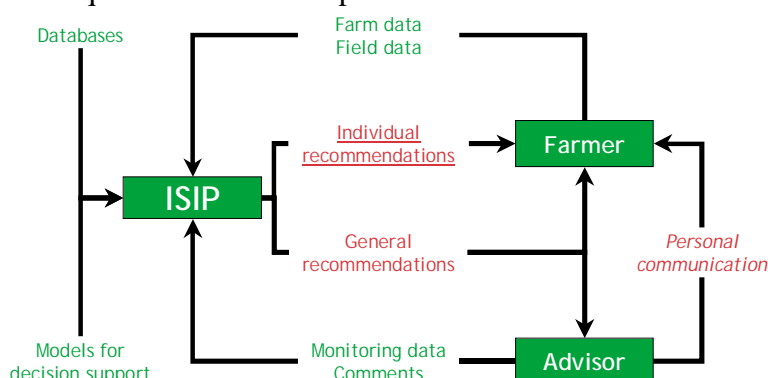 Databases
Farm data
Field data
Individual
recommendations
Farmer
ISIP
General
recommendations
Personal
communication
Models for
decision support
Monitoring data
Comments
Advisor